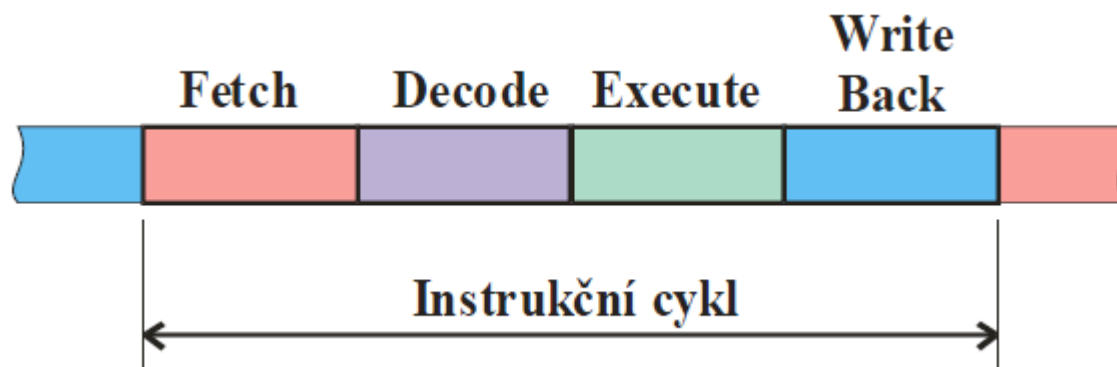 Fetch
Decode
Execute
Write
Back
Instrukční cykl